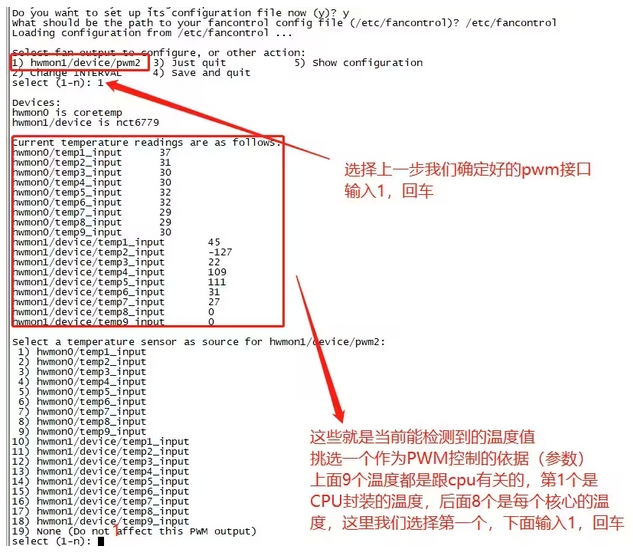 Do you want to set up its configuration file now (y)? y
What should be the path to your fancontrol config file (/etc/fancontrol)? /etc/fancontrol
Loading configuration from /etc/fancontrol ...
Select fan output to configure, or other action:
1) hwmon1/device/pwm2  3) Just quit  5) Show configuration
2) Change INTERVAL  4) Save and quit
select (1-n): 1
Devices:
hwmon0 is coretemp
hwmon1/device is nct6779
Current temperature readings are as follows:
hwmon0/temp1_input 37
hwmon0/temp2_input 31
hwmon0/temp3_input 30
hwmon0/temp4_input 30
hwmon0/temp5_input 32
hwmon0/temp6_input 32
hwmon0/temp7_input 29
hwmon0/temp8_input 29
hwmon0/temp9_input 30
hwmon1/device/temp1_input 45
hwmon1/device/temp2_input -127
hwmon1/device/temp3_input 22
hwmon1/device/temp4_input 109
hwmon1/device/temp5_input 111
hwmon1/device/temp6_input 31
hwmon1/device/temp7_input 27
hwmon1/device/temp8_input 0
hwmon1/device/temp9_input 0
选择上一步我们确定好的pwm接口
输入1，回车
Select a temperature sensor as source for hwmon1/device/pwm2:
1) hwmon0/temp1_input
2) hwmon0/temp2_input
3) hwmon0/temp3_input
4) hwmon0/temp4_input
5) hwmon0/temp5_input
6) hwmon0/temp6_input
7) hwmon0/temp7_input
8) hwmon0/temp8_input
9) hwmon0/temp9_input
10) hwmon1/device/temp1_input
11) hwmon1/device/temp2_input
12) hwmon1/device/temp3_input
13) hwmon1/device/temp4_input
14) hwmon1/device/temp5_input
15) hwmon1/device/temp6_input
16) hwmon1/device/temp7_input
17) hwmon1/device/temp8_input
18) hwmon1/device/temp9_input
19) None (Do not affect this PWM output)
select (1-n):
1
这些就是当前能检测到的温度值
挑选一个作为PWM控制的依据（参数）
上面9个温度都是跟cpu有关的，第1个是
CPU封装的温度，后面8个是每个核心的温
度，这里我们选择第一个，下面输入1，回车